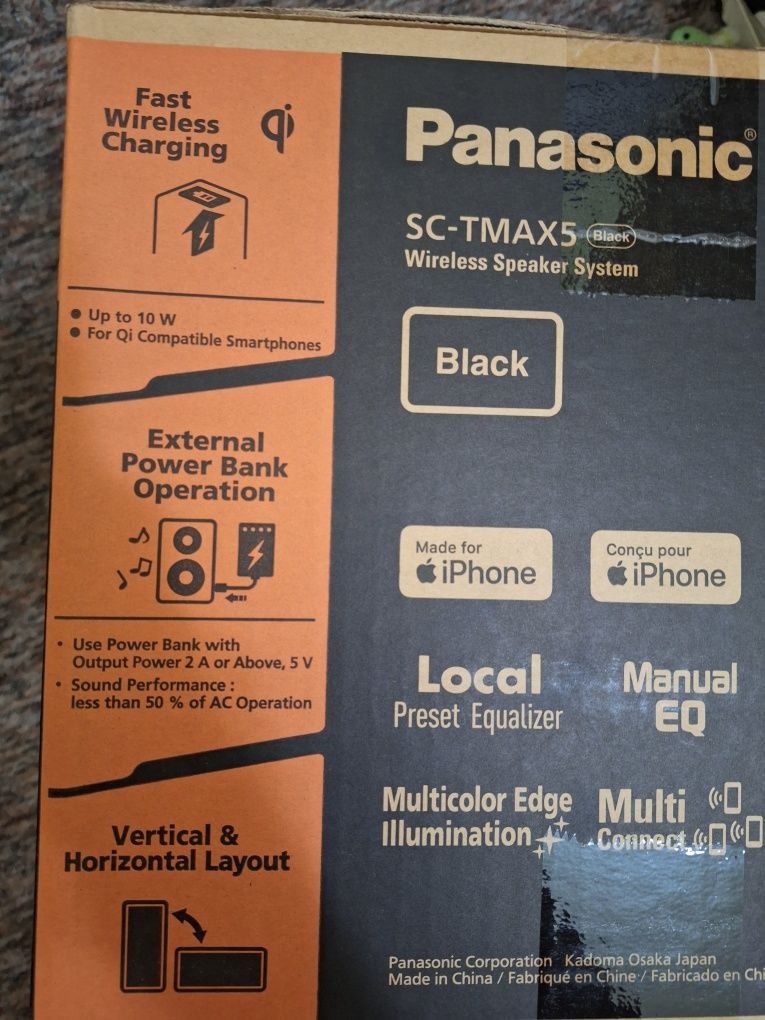 Fast
Wireless
Charging
qi
• Up to 10 W
• For Qi Compatible Smartphones
External
Power Bank
Operation
• Use Power Bank with
Output Power 2 A or Above, 5 V
• Sound Performance :
less than 50 % of AC Operation
Vertical &
Horizontal Layout
Panasonic®
SC-TMAX5 Black
Wireless Speaker System
Black
Made for
iPhone
Conçu pour
iPhone
Local
Preset Equalizer
Manual
EQ
Multicolor Edge
Illumination
Multi
Connect
Panasonic Corporation Kadoma Osaka Japan
Made in China / Fabriqué en Chine / Fabricado en Chi